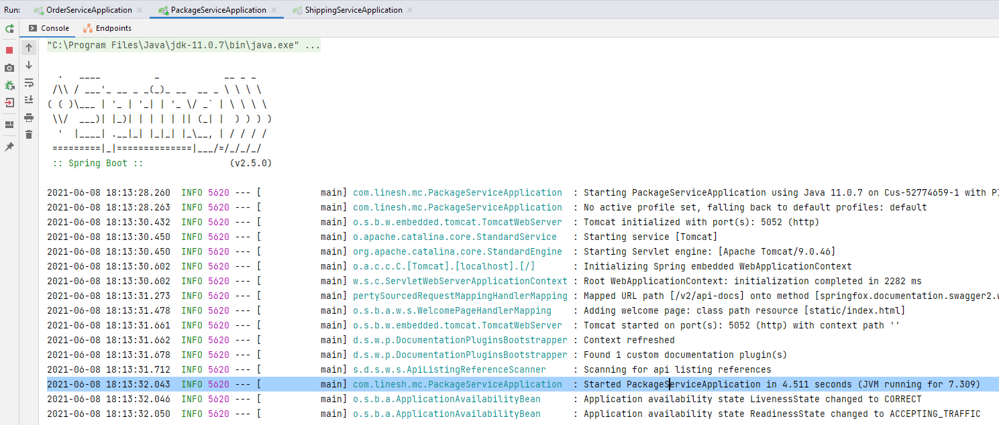 Run: OrderServiceApplication × PackageServiceApplication × ShippingServiceApplication ×
Console Endpoints
"C:\Program Files\Java\jdk-11.0.7\bin\java.exe" ...
  .   ____          _            __ _ _
 /\\ / ___'_ __ _ _(_)_ __  __ _ \ \ \ \
( ( )\___ | '_ | '_| | '_ \/ _` | \ \ \ \
 \\/  ___)| |_)| | | | | || (_| |  ) ) ) )
  '  |____| .__|_| |_|_| |_\__, | / / / /
 =========|_|==============|___/=/_/_/_/
 :: Spring Boot ::                (v2.5.0)
2021-06-08 18:13:28.260  INFO 5620 --- [           main] com.linesh.mc.PackageServiceApplication  : Starting PackageServiceApplication using Java 11.0.7 on Cus-52774659-1 with
2021-06-08 18:13:28.263  INFO 5620 --- [           main] com.linesh.mc.PackageServiceApplication  : No active profile set, falling back to default profiles: default
2021-06-08 18:13:30.432  INFO 5620 --- [           main] o.s.b.w.embedded.tomcat.TomcatWebServer  : Tomcat initialized with port(s): 5052 (http)
2021-06-08 18:13:30.450  INFO 5620 --- [           main] o.apache.catalina.core.StandardService   : Starting service [Tomcat]
2021-06-08 18:13:30.450  INFO 5620 --- [           main] org.apache.catalina.core.StandardEngine  : Starting Servlet engine: [Apache Tomcat/9.0.46]
2021-06-08 18:13:30.602  INFO 5620 --- [           main] o.a.c.c.C.[Tomcat].[localhost].[/]       : Initializing Spring embedded WebApplicationContext
2021-06-08 18:13:30.602  INFO 5620 --- [           main] w.s.c.ServletWebServerApplicationContext : Root WebApplicationContext: initialization completed in 2282 ms
2021-06-08 18:13:31.273  INFO 5620 --- [           main] pertySourcedRequestMappingHandlerMapping : Mapped URL path [/v2/api-docs] onto method [springfox.documentation.swagger2.w
2021-06-08 18:13:31.478  INFO 5620 --- [           main] o.s.b.a.w.s.WelcomePageHandlerMapping    : Adding welcome page: class path resource [static/index.html]
2021-06-08 18:13:31.661  INFO 5620 --- [           main] o.s.b.w.embedded.tomcat.TomcatWebServer  : Tomcat started on port(s): 5052 (http) with context path ''
2021-06-08 18:13:31.662  INFO 5620 --- [           main] d.s.w.p.DocumentationPluginsBootstrapper : Context refreshed
2021-06-08 18:13:31.678  INFO 5620 --- [           main] d.s.w.p.DocumentationPluginsBootstrapper : Found 1 custom documentation plugin(s)
2021-06-08 18:13:31.712  INFO 5620 --- [           main] s.d.s.w.s.ApiListingReferenceScanner     : Scanning for api listing references
2021-06-08 18:13:32.043  INFO 5620 --- [           main] com.linesh.mc.PackageServiceApplication  : Started PackageServiceApplication in 4.511 seconds (JVM running for 7.309)
2021-06-08 18:13:32.046  INFO 5620 --- [           main] o.s.b.a.ApplicationAvailabilityBean      : Application availability state LivenessState changed to CORRECT
2021-06-08 18:13:32.050  INFO 5620 --- [           main] o.s.b.a.ApplicationAvailabilityBean      : Application availability state ReadinessState changed to ACCEPTING_TRAFFIC